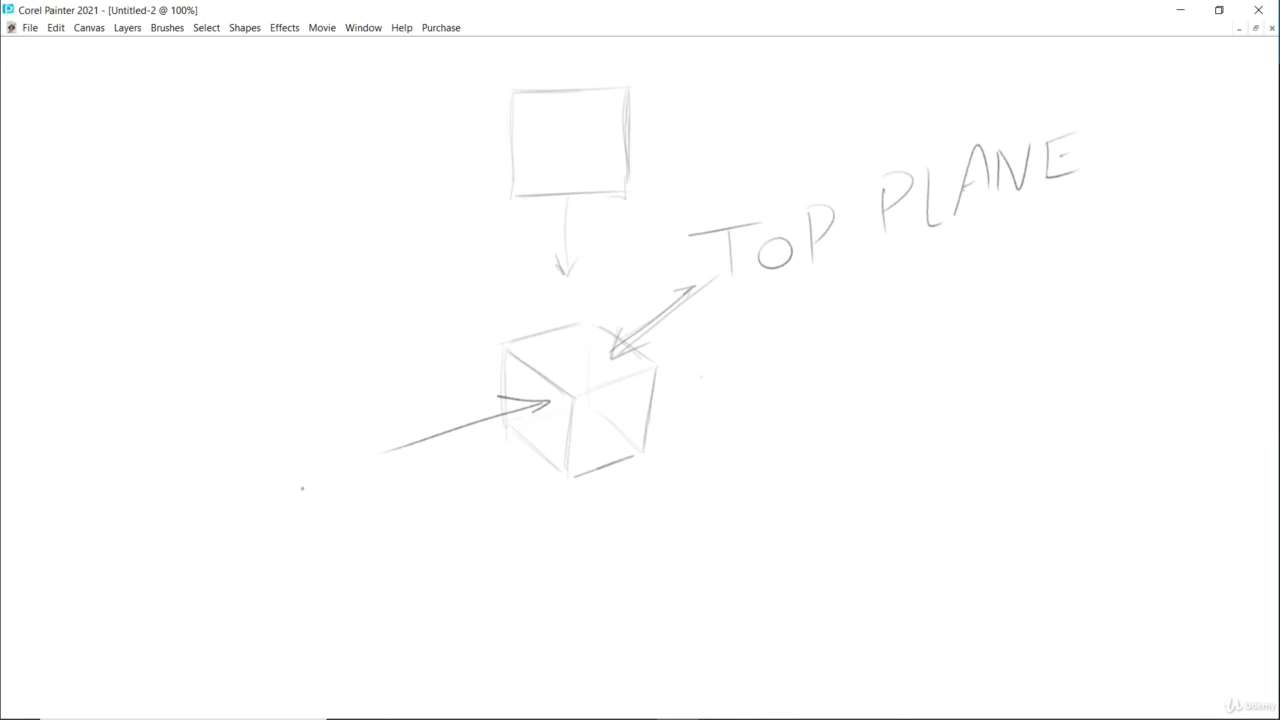 Corel Painter 2021 - [Untitled-2 @ 100%]
File Edit Canvas Layers Brushes Select Shapes Effects Movie Window Help Purchase
TOP PLANE
Udemy